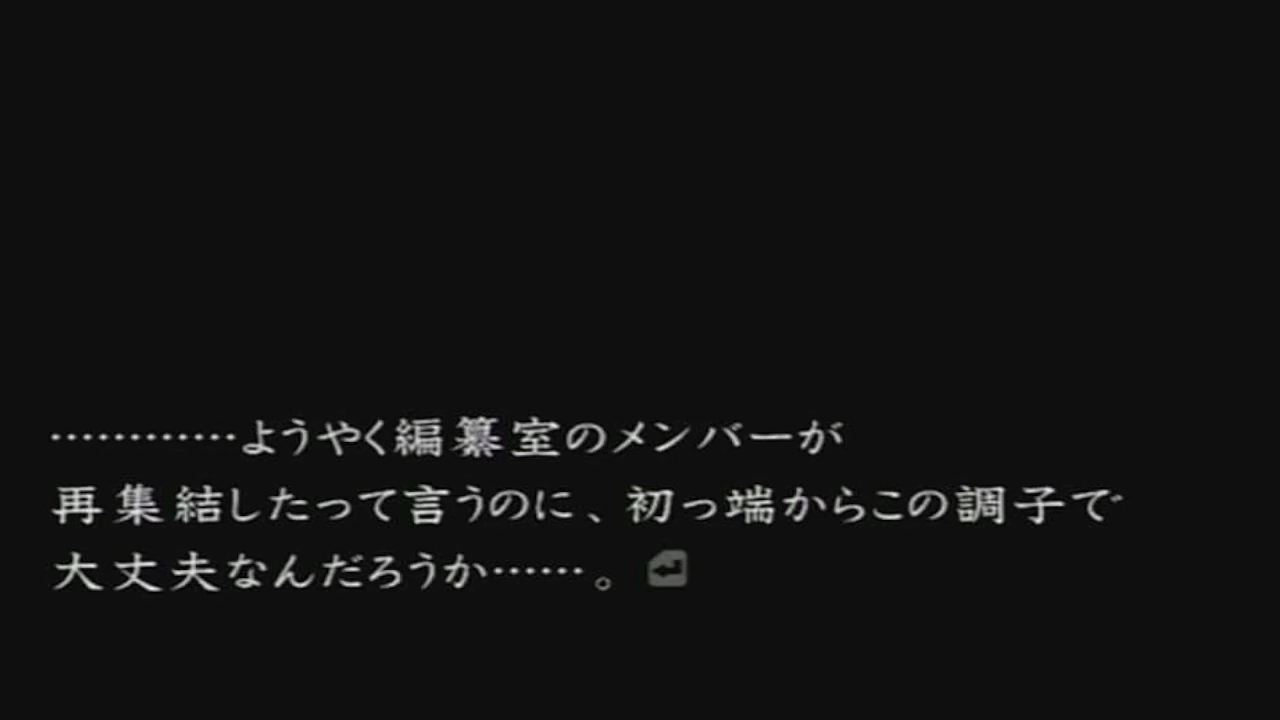 …………ようやく編纂室のメンバーが
再集結したって言うのに、初っ端からこの調子で
大丈夫なんだろうか……。